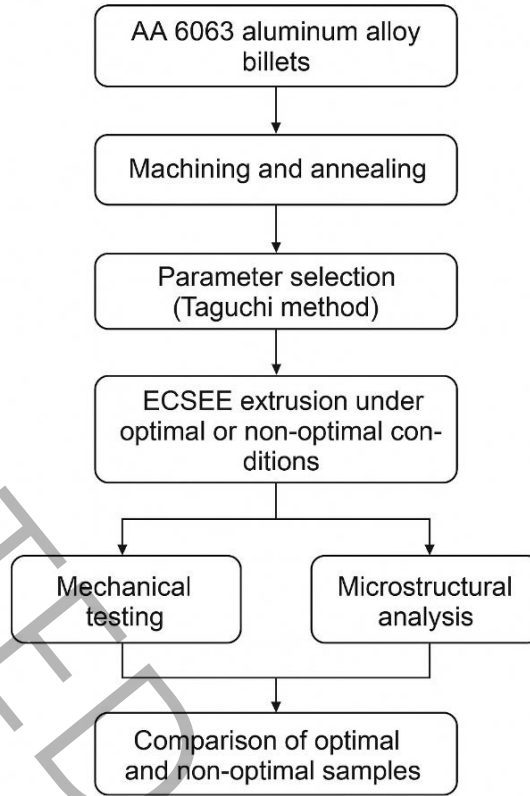 AA 6063 aluminum alloy
billets
Machining and annealing
Parameter selection
(Taguchi method)
ECSEE extrusion under
optimal or non-optimal con-
ditions
Mechanical
testing
Microstructural
analysis
Comparison of optimal
and non-optimal samples
TED